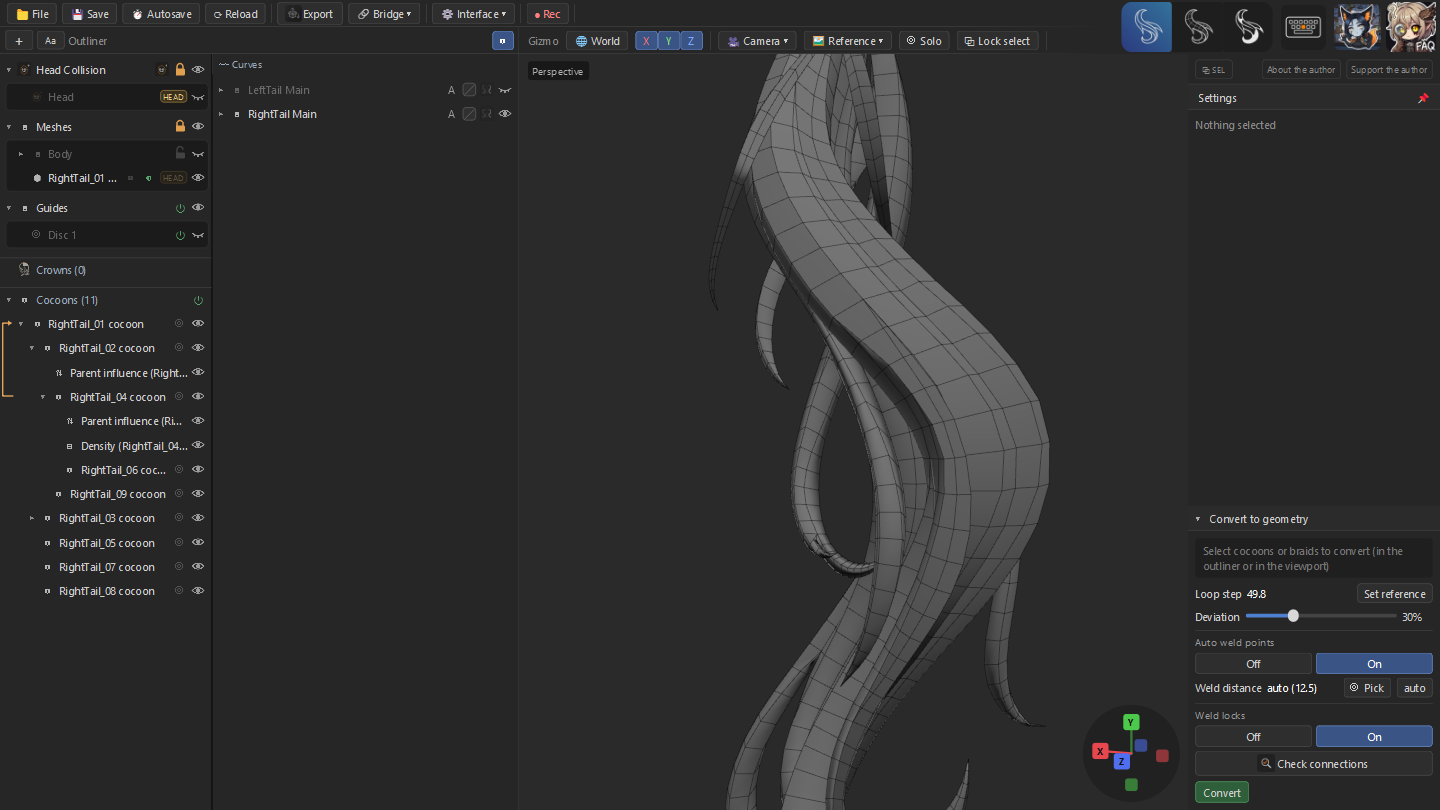 File Save Autosave Reload Export Bridge Interface Rec
+ Aa Outliner Gizmo World X Y Z Camera Reference Solo Lock select
FAQ
Head Collision
Head HEAD
Meshes
Body
RightTail_01 ... HEAD
Guides
Disc 1
Crowns (0)
Cocoons (11)
RightTail_01 cocoon
RightTail_02 cocoon
Parent influence (Right...
RightTail_04 cocoon
Parent influence (Ri...
Density (RightTail_04...
RightTail_06 coc...
RightTail_09 cocoon
RightTail_03 cocoon
RightTail_05 cocoon
RightTail_07 cocoon
RightTail_08 cocoon
Curves
LeftTail Main A
RightTail Main A
Perspective
Y
X
Z
SEL About the author Support the author
Settings
Nothing selected
Convert to geometry
Select cocoons or braids to convert (in the
outliner or in the viewport)
Loop step 49.8 Set reference
Deviation 30%
Auto weld points
Off On
Weld distance auto (12.5) Pick auto
Weld locks
Off On
Check connections
Convert